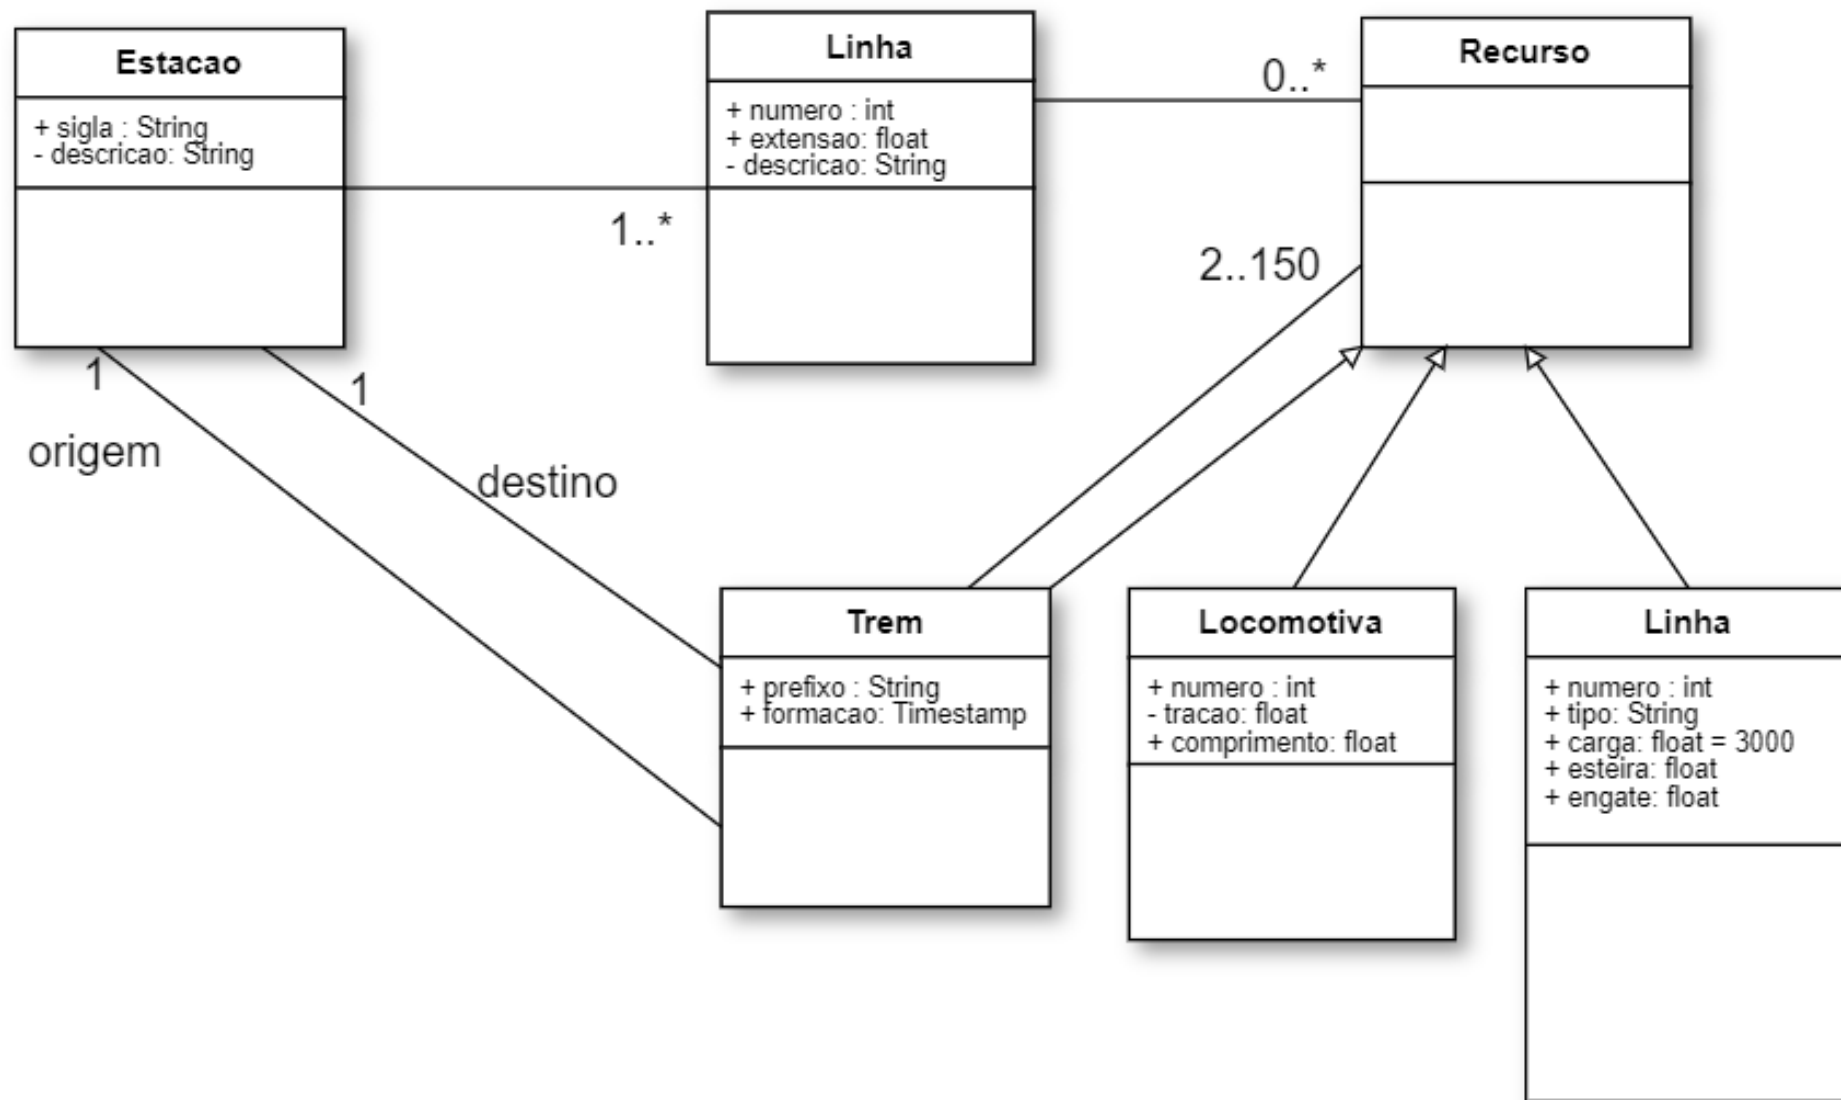 Estacao
+ sigla : String
- descricao: String
Linha
+ numero : int
+ extensao: float
- descricao: String
Recurso
0..*
1..*
2..150
1
origem
1
destino
Trem
+ prefixo : String
+ formacao: Timestamp
Locomotiva
+ numero : int
- tracao: float
+ comprimento: float
Linha
+ numero : int
+ tipo: String
+ carga: float = 3000
+ esteira: float
+ engate: float